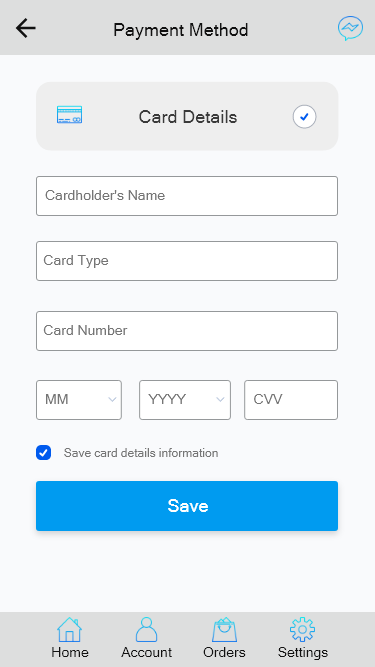 Payment Method
Card Details
Cardholder's Name
Card Type
Card Number
MM YYYY CVV
Save card details information
Save
Home Account Orders Settings